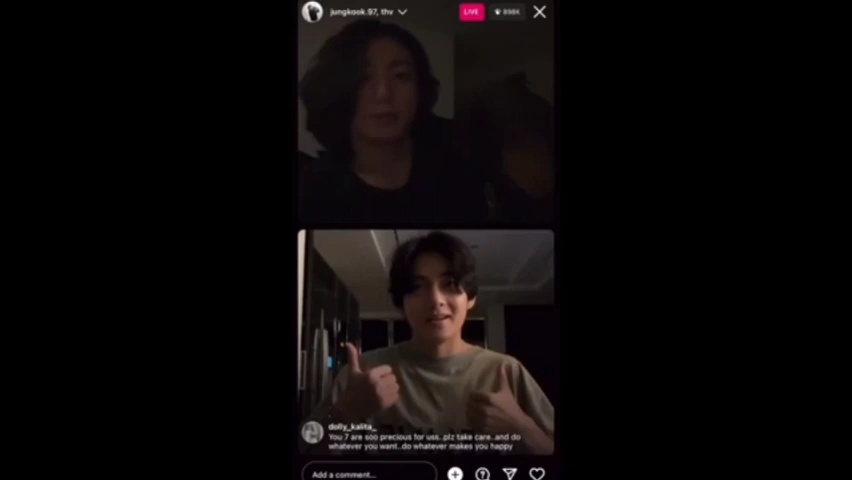 jungkook.97, thv
LIVE
898K
dolly_kalita_
You 7 are soo precious for uss..plz take care..and do
whatever you want..do whatever makes you happy
Add a comment...